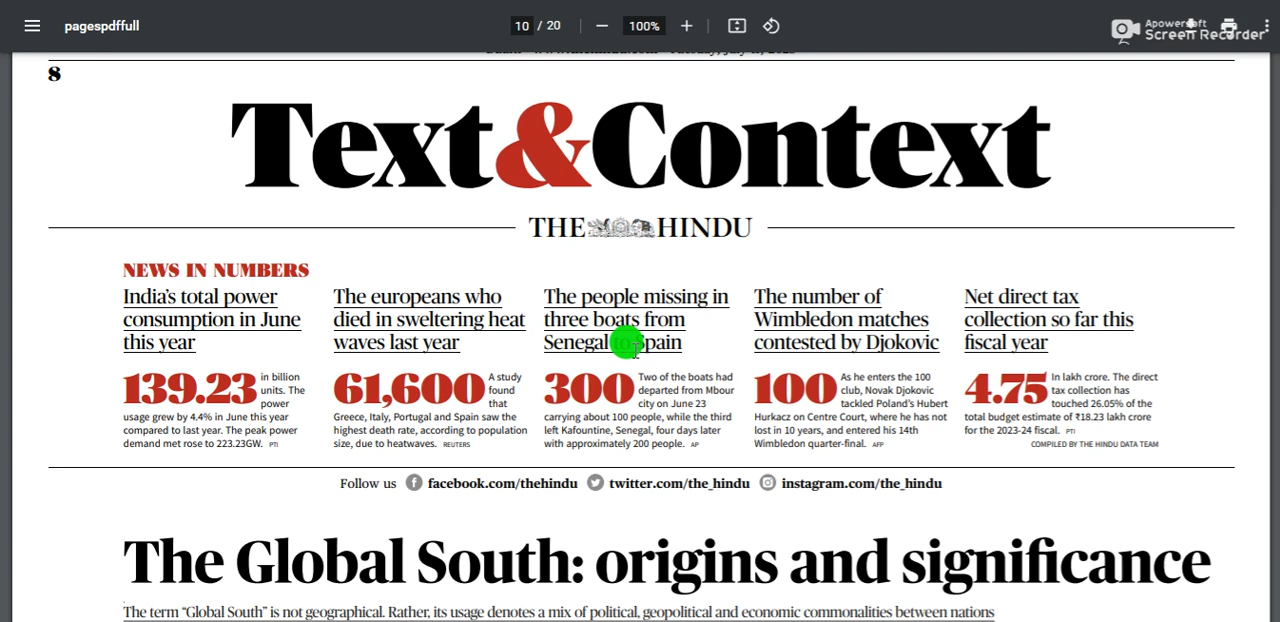 pagespdffull
10 / 20
100%
Apowersoft
Screen Recorder
8
Text&Context
THE HINDU
NEWS IN NUMBERS
India's total power
consumption in June
this year
139.23 in billion
units. The
power
usage grew by 4.4% in June this year
compared to last year. The peak power
demand met rose to 223.23GW. PTI
The europeans who
died in sweltering heat
waves last year
61,600 A study
found
that
Greece, Italy, Portugal and Spain saw the
highest death rate, according to population
size, due to heatwaves. REUTERS
The people missing in
three boats from
Senegal to Spain
300 Two of the boats had
departed from Mbour
city on June 23
carrying about 100 people, while the third
left Kafountine, Senegal, four days later
with approximately 200 people. AP
The number of
Wimbledon matches
contested by Djokovic
100 As he enters the 100
club, Novak Djokovic
tackled Poland's Hubert
Hurkacz on Centre Court, where he has not
lost in 10 years, and entered his 14th
Wimbledon quarter-final. AFP
Net direct tax
collection so far this
fiscal year
4.75 In lakh crore. The direct
tax collection has
touched 26.05% of the
total budget estimate of ₹18.23 lakh crore
for the 2023-24 fiscal. PTI
COMPILED BY THE HINDU DATA TEAM
Follow us facebook.com/thehindu twitter.com/the_hindu instagram.com/the_hindu
The Global South: origins and significance
The term “Global South” is not geographical. Rather, its usage denotes a mix of political, geopolitical and economic commonalities between nations